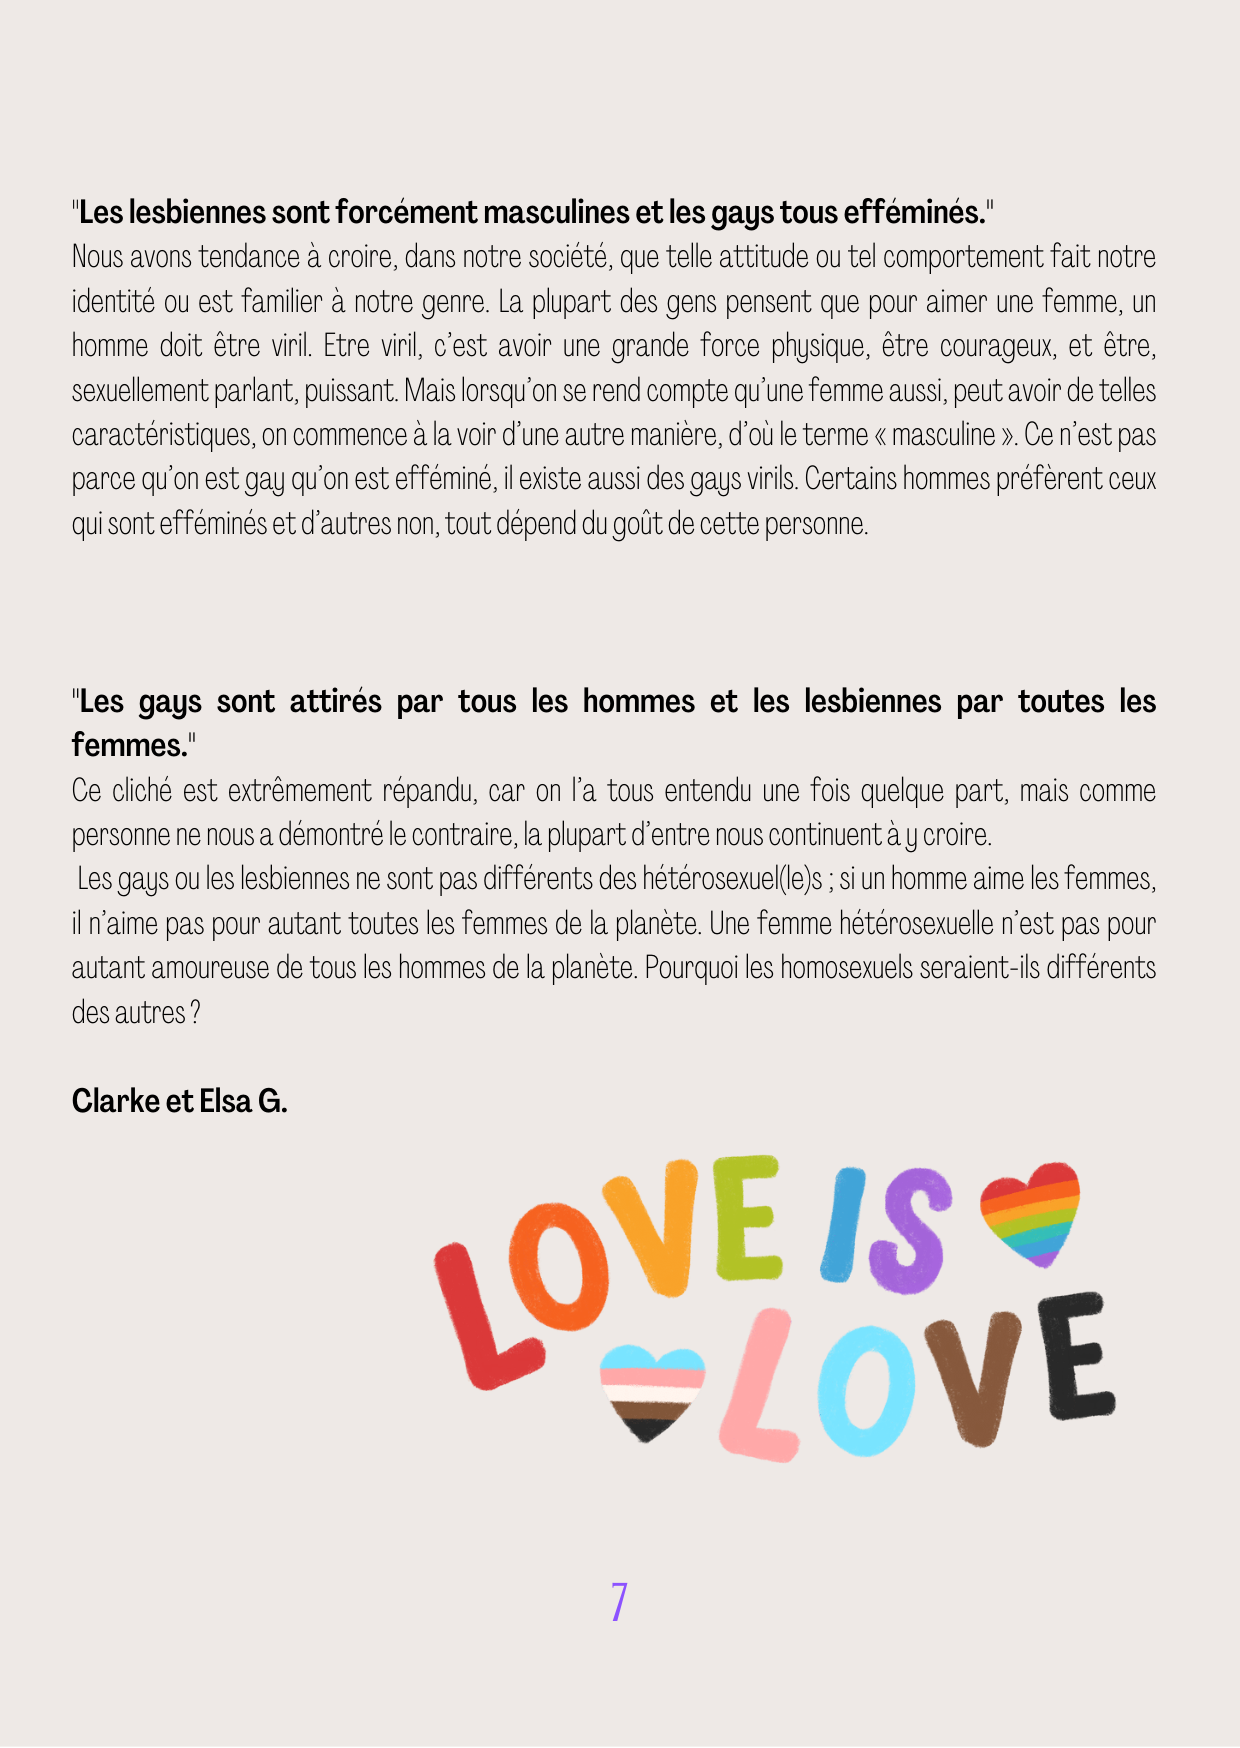 "Les lesbiennes sont forcément masculines et les gays tous efféminés."
Nous avons tendance à croire, dans notre société, que telle attitude ou tel comportement fait notre
identité ou est familier à notre genre. La plupart des gens pensent que pour aimer une femme, un
homme doit être viril. Etre viril, c’est avoir une grande force physique, être courageux, et être,
sexuellement parlant, puissant. Mais lorsqu’on se rend compte qu’une femme aussi, peut avoir de telles
caractéristiques, on commence à la voir d’une autre manière, d’où le terme « masculine ». Ce n’est pas
parce qu’on est gay qu’on est efféminé, il existe aussi des gays virils. Certains hommes préfèrent ceux
qui sont efféminés et d’autres non, tout dépend du goût de cette personne.
"Les gays sont attirés par tous les hommes et les lesbiennes par toutes les
femmes."
Ce cliché est extrêmement répandu, car on l’a tous entendu une fois quelque part, mais comme
personne ne nous a démontré le contraire, la plupart d’entre nous continuent à y croire.
Les gays ou les lesbiennes ne sont pas différents des hétérosexuel(le)s ; si un homme aime les femmes,
il n’aime pas pour autant toutes les femmes de la planète. Une femme hétérosexuelle n’est pas pour
autant amoureuse de tous les hommes de la planète. Pourquoi les homosexuels seraient-ils différents
des autres ?
Clarke et Elsa G.
LOVE IS
LOVE
7